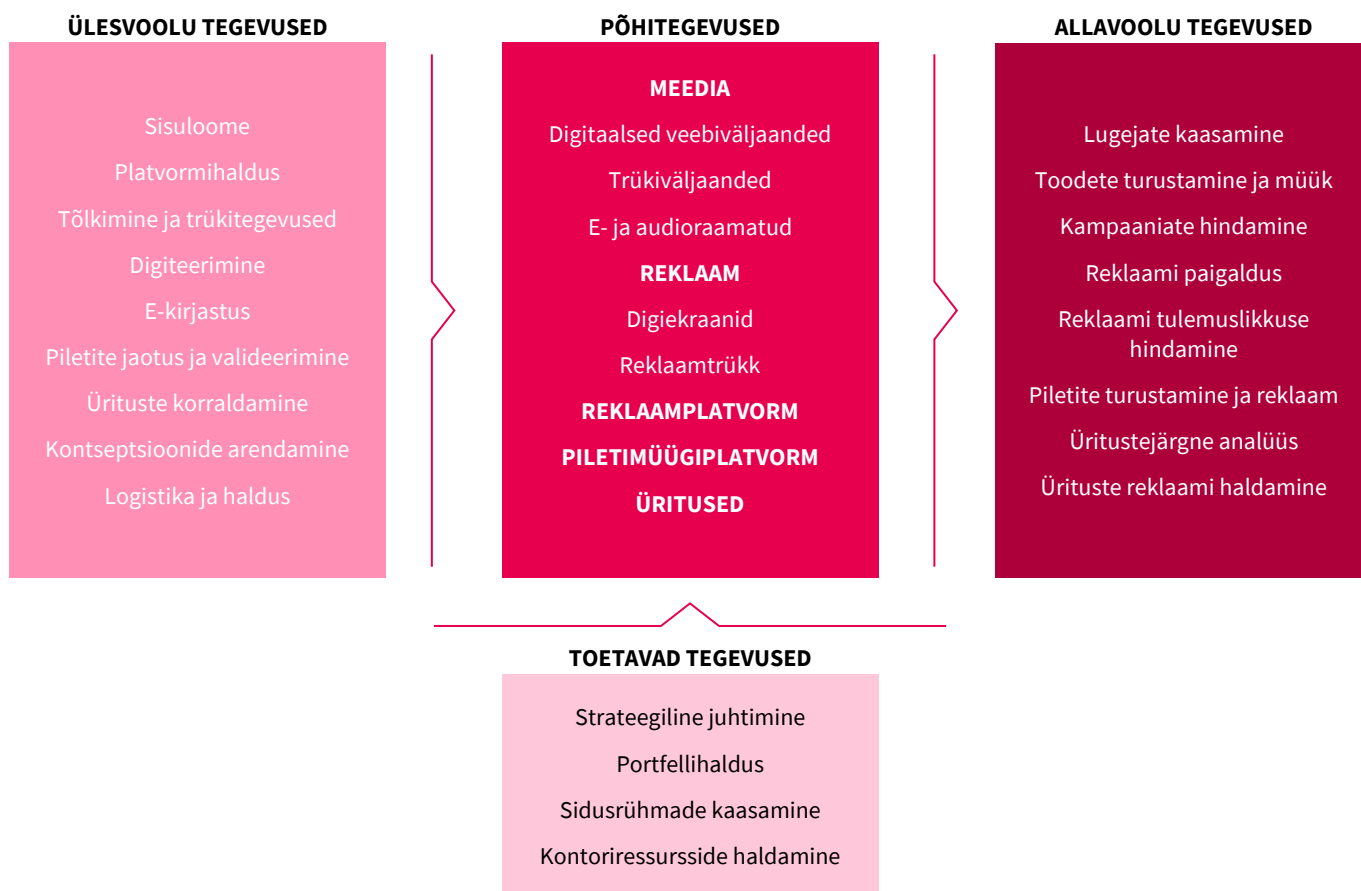 ÜLESVOOLU TEGEVUSED
Sisuloome
Platvormihaldus
Tõlkimine ja trükitegevused
Digiteerimine
E-kirjastus
Piletite jaotus ja valideerimine
Ürituste korraldamine
Kontseptsioonide arendamine
Logistika ja haldus
PÕHITEGEVUSED
MEEDIA
Digitaalsed veebiväljaanded
Trükiväljaanded
E- ja audioraamatud
REKLAAM
Digiekraanid
Reklaamtrükk
REKLAAMPLATVORM
PILETIMÜÜGIPLATVORM
ÜRITUSED
ALLAVOOLU TEGEVUSED
Lugejate kaasamine
Toodete turustamine ja müük
Kampaaniate hindamine
Reklaami paigaldus
Reklaami tulemuslikkuse
hindamine
Piletite turustamine ja reklaam
Üritustejärgne analüüs
Ürituste reklaami haldamine
TOETAVAD TEGEVUSED
Strateegiline juhtimine
Portfellihaldus
Sidusrühmade kaasamine
Kontoriressursside haldamine